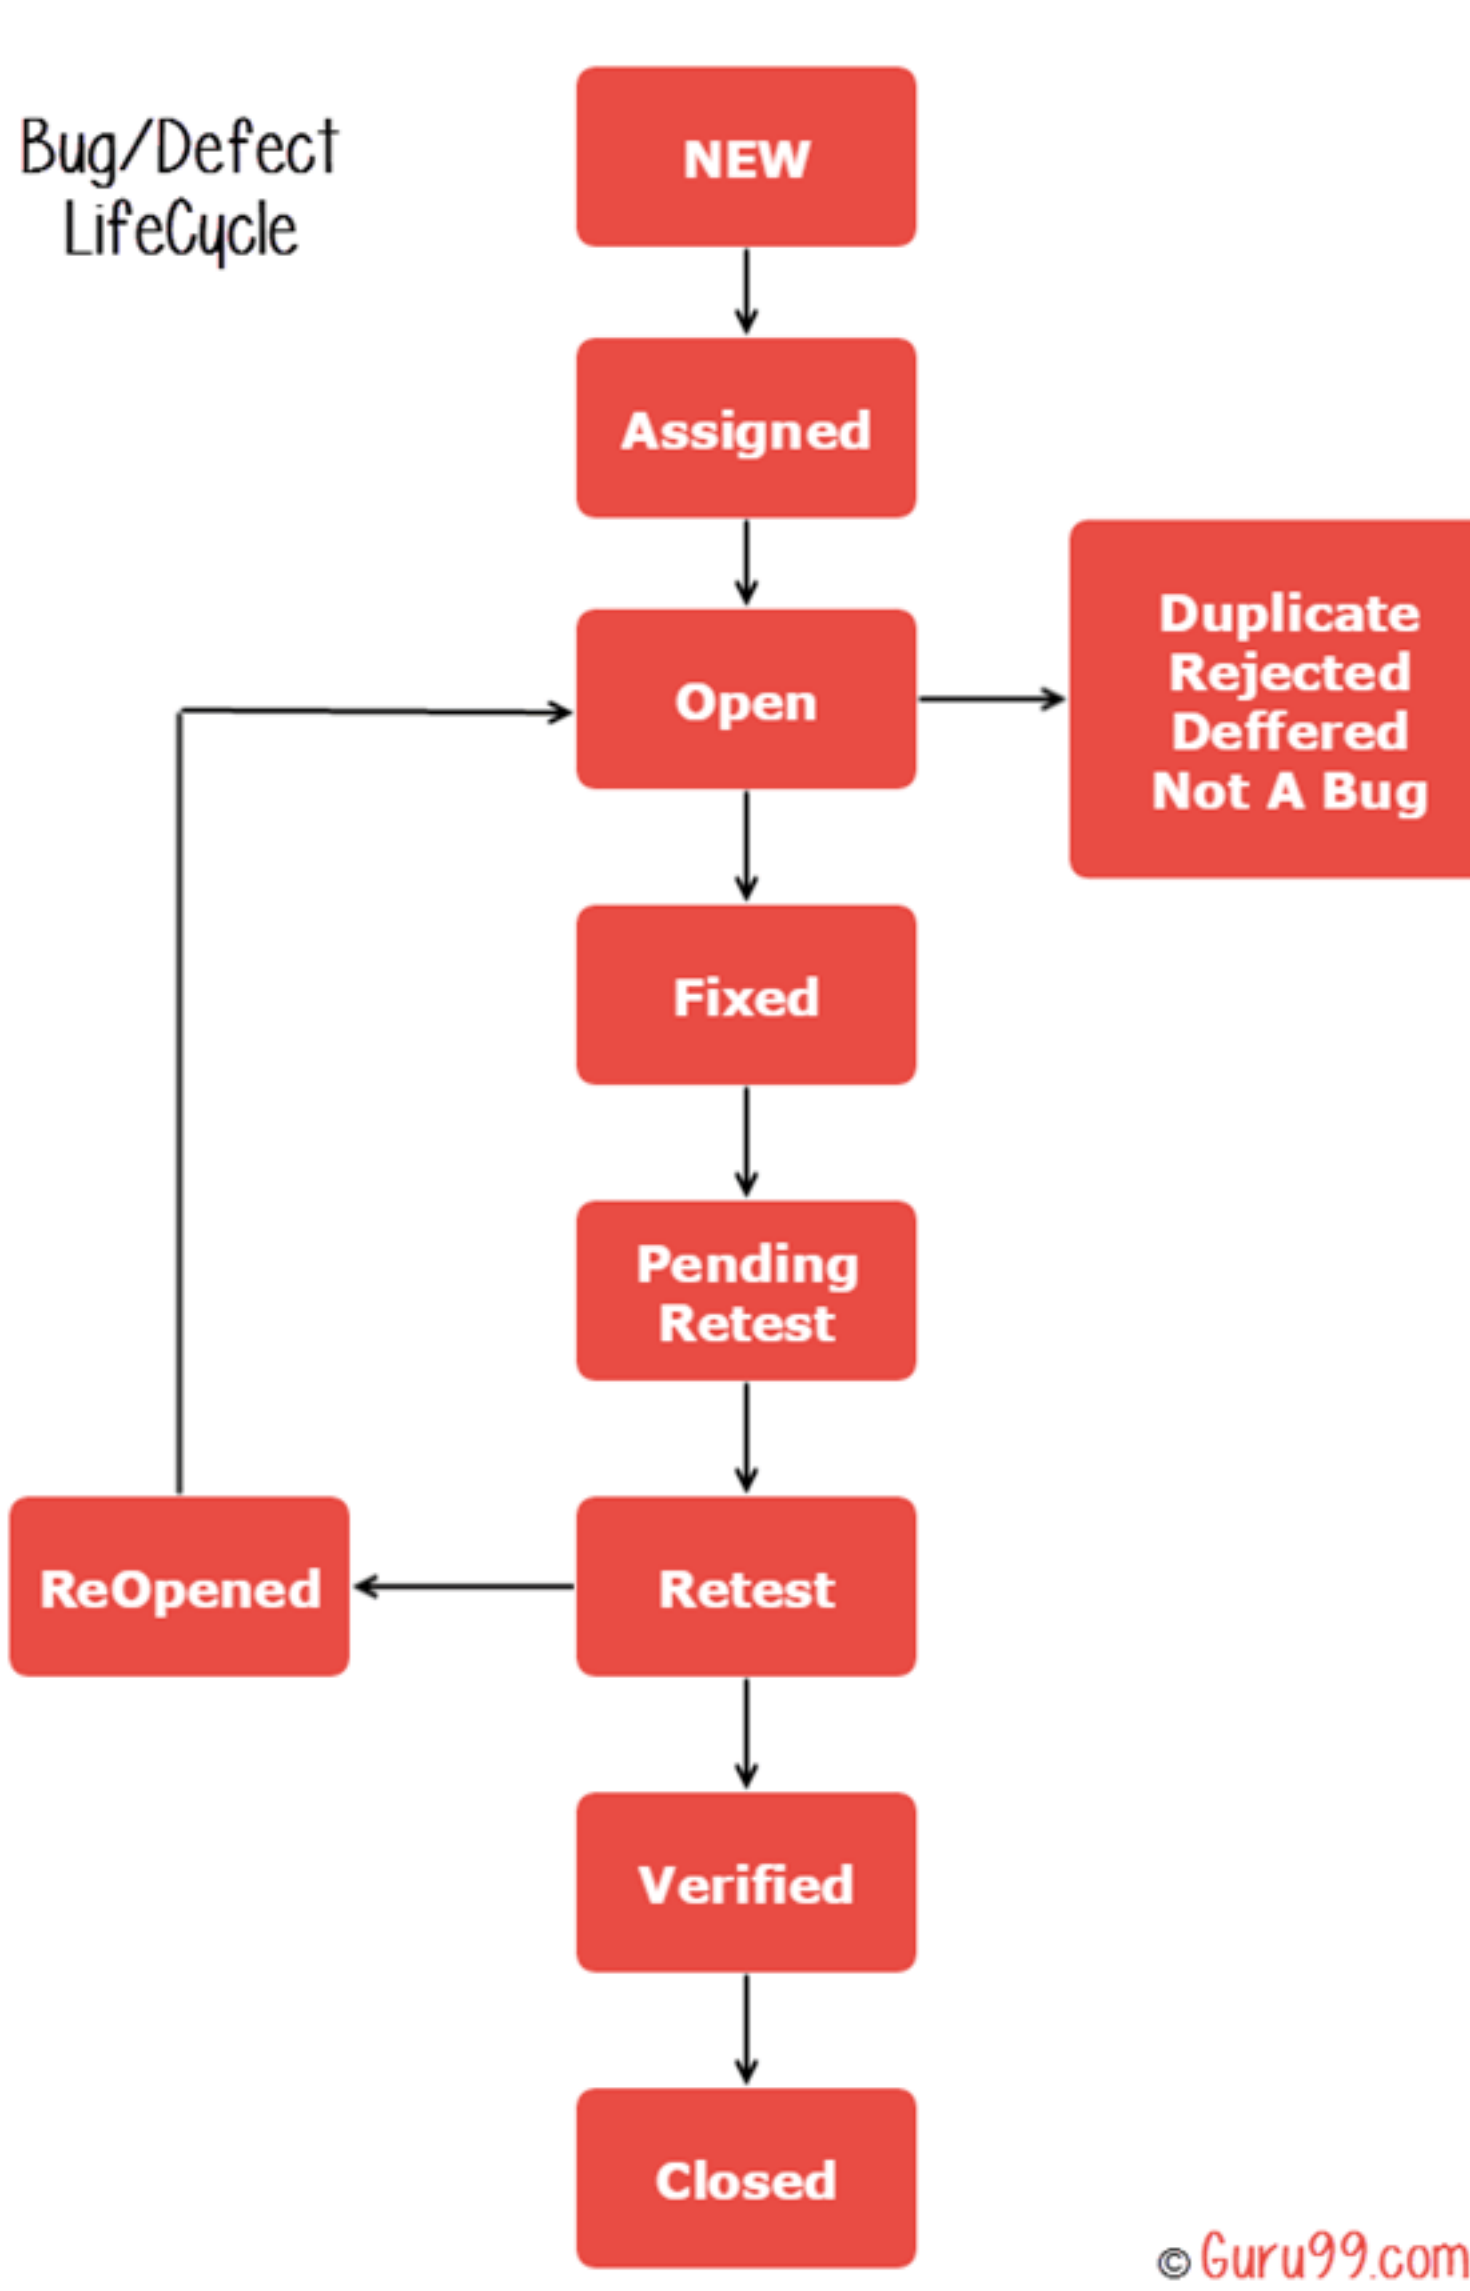 Bug/Defect
LifeCycle
NEW
Assigned
Open
Duplicate
Rejected
Deffered
Not A Bug
Fixed
Pending
Retest
ReOpened
Retest
Verified
Closed
© Guru99.com